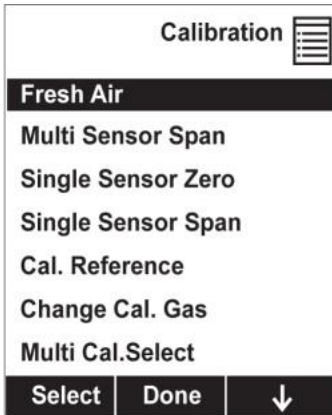 Calibration
Fresh Air
Multi Sensor Span
Single Sensor Zero
Single Sensor Span
Cal. Reference
Change Cal. Gas
Multi Cal.Select
Select Done ↓